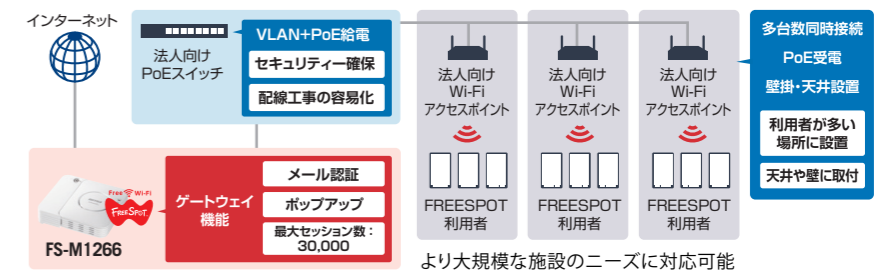 インターネット
法人向け
PoEスイッチ
VLAN+PoE給電
セキュリティー確保
配線工事の容易化
Free Wi-Fi
FREESPOT
FS-M1266
ゲートウェイ
機能
メール認証
ポップアップ
最大セッション数：
30,000
法人向け
Wi-Fi
アクセスポイント
FREESPOT
利用者
法人向け
Wi-Fi
アクセスポイント
FREESPOT
利用者
法人向け
Wi-Fi
アクセスポイント
FREESPOT
利用者
多台数同時接続
PoE受電
壁掛・天井設置
利用者が多い
場所に設置
天井や壁に取付
より大規模な施設のニーズに対応可能